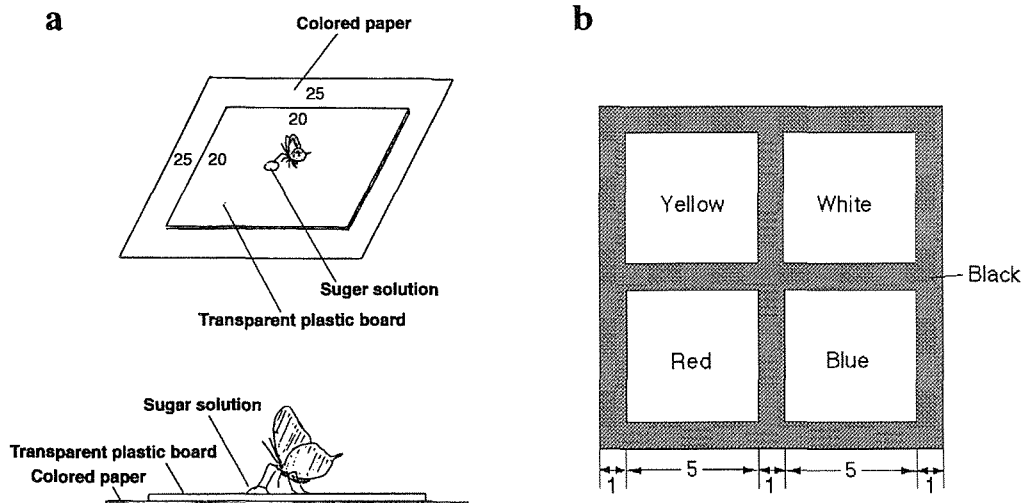 a
Colored paper
25
20
25 20
Suger solution
Transparent plastic board
Sugar solution
Transparent plastic board
Colored paper
b
Yellow White
Black
Red Blue
1 5 1 5 1